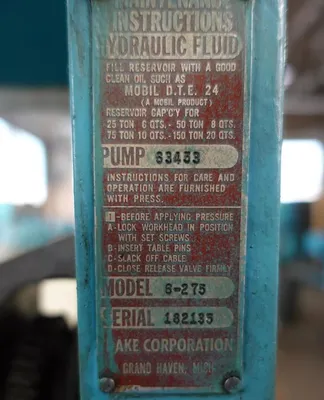 MAINTENANCE
INSTRUCTIONS
HYDRAULIC FLUID
FILL RESERVOIR WITH A GOOD
CLEAN OIL SUCH AS
MOBIL D.T.E. 24
(A MOBIL PRODUCT)
RESERVOIR CAP'CY FOR
25 TON 6 QTS. - 50 TON 8 QTS.
75 TON 10 QTS. - 150 TON 20 QTS.
PUMP 63433
INSTRUCTIONS FOR CARE AND
OPERATION ARE FURNISHED
WITH PRESS.
1-BEFORE APPLYING PRESSURE
A-LOCK WORKHEAD IN POSITION
WITH SET SCREWS
B-INSERT TABLE PINS
C-SLACK OFF CABLE
D-CLOSE RELEASE VALVE FIRMLY
MODEL 6-275
SERIAL 182135
AKE CORPORATION
GRAND HAVEN, MICH